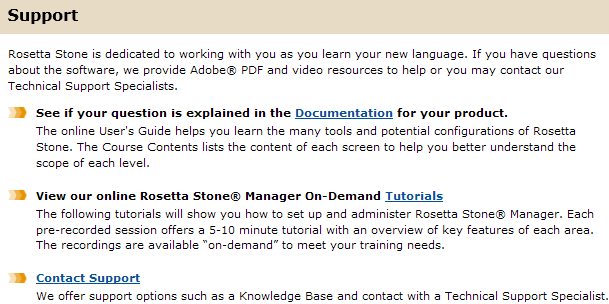 Support
Rosetta Stone is dedicated to working with you as you learn your new language. If you have questions
about the software, we provide Adobe® PDF and video resources to help or you may contact our
Technical Support Specialists.
See if your question is explained in the Documentation for your product.
The online User's Guide helps you learn the many tools and potential configurations of Rosetta
Stone. The Course Contents lists the content of each screen to help you better understand the
scope of each level.
View our online Rosetta Stone® Manager On-Demand Tutorials
The following tutorials will show you how to set up and administer Rosetta Stone® Manager. Each
pre-recorded session offers a 5-10 minute tutorial with an overview of key features of each area.
The recordings are available “on-demand” to meet your training needs.
Contact Support
We offer support options such as a Knowledge Base and contact with a Technical Support Specialist.